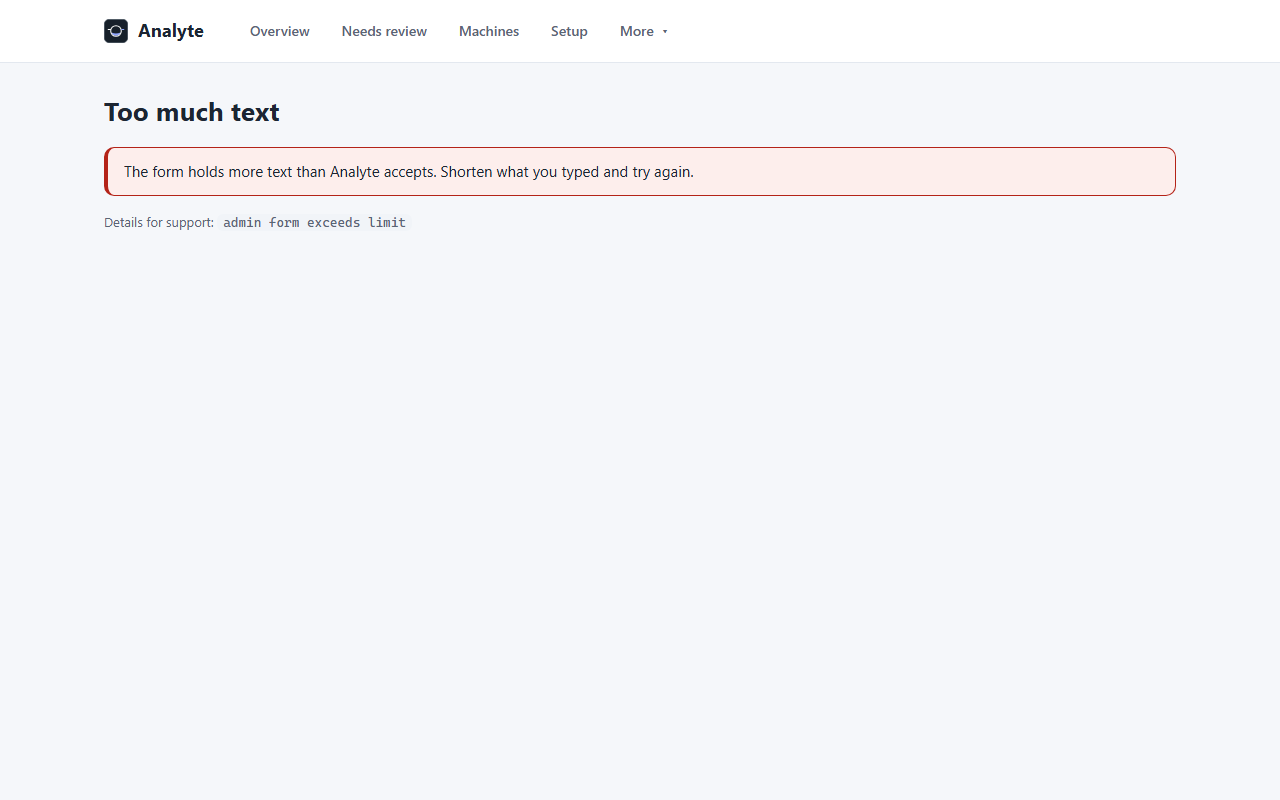 Analyte
Overview
Needs review
Machines
Setup
More
Too much text
The form holds more text than Analyte accepts. Shorten what you typed and try again.
Details for support: admin form exceeds limit